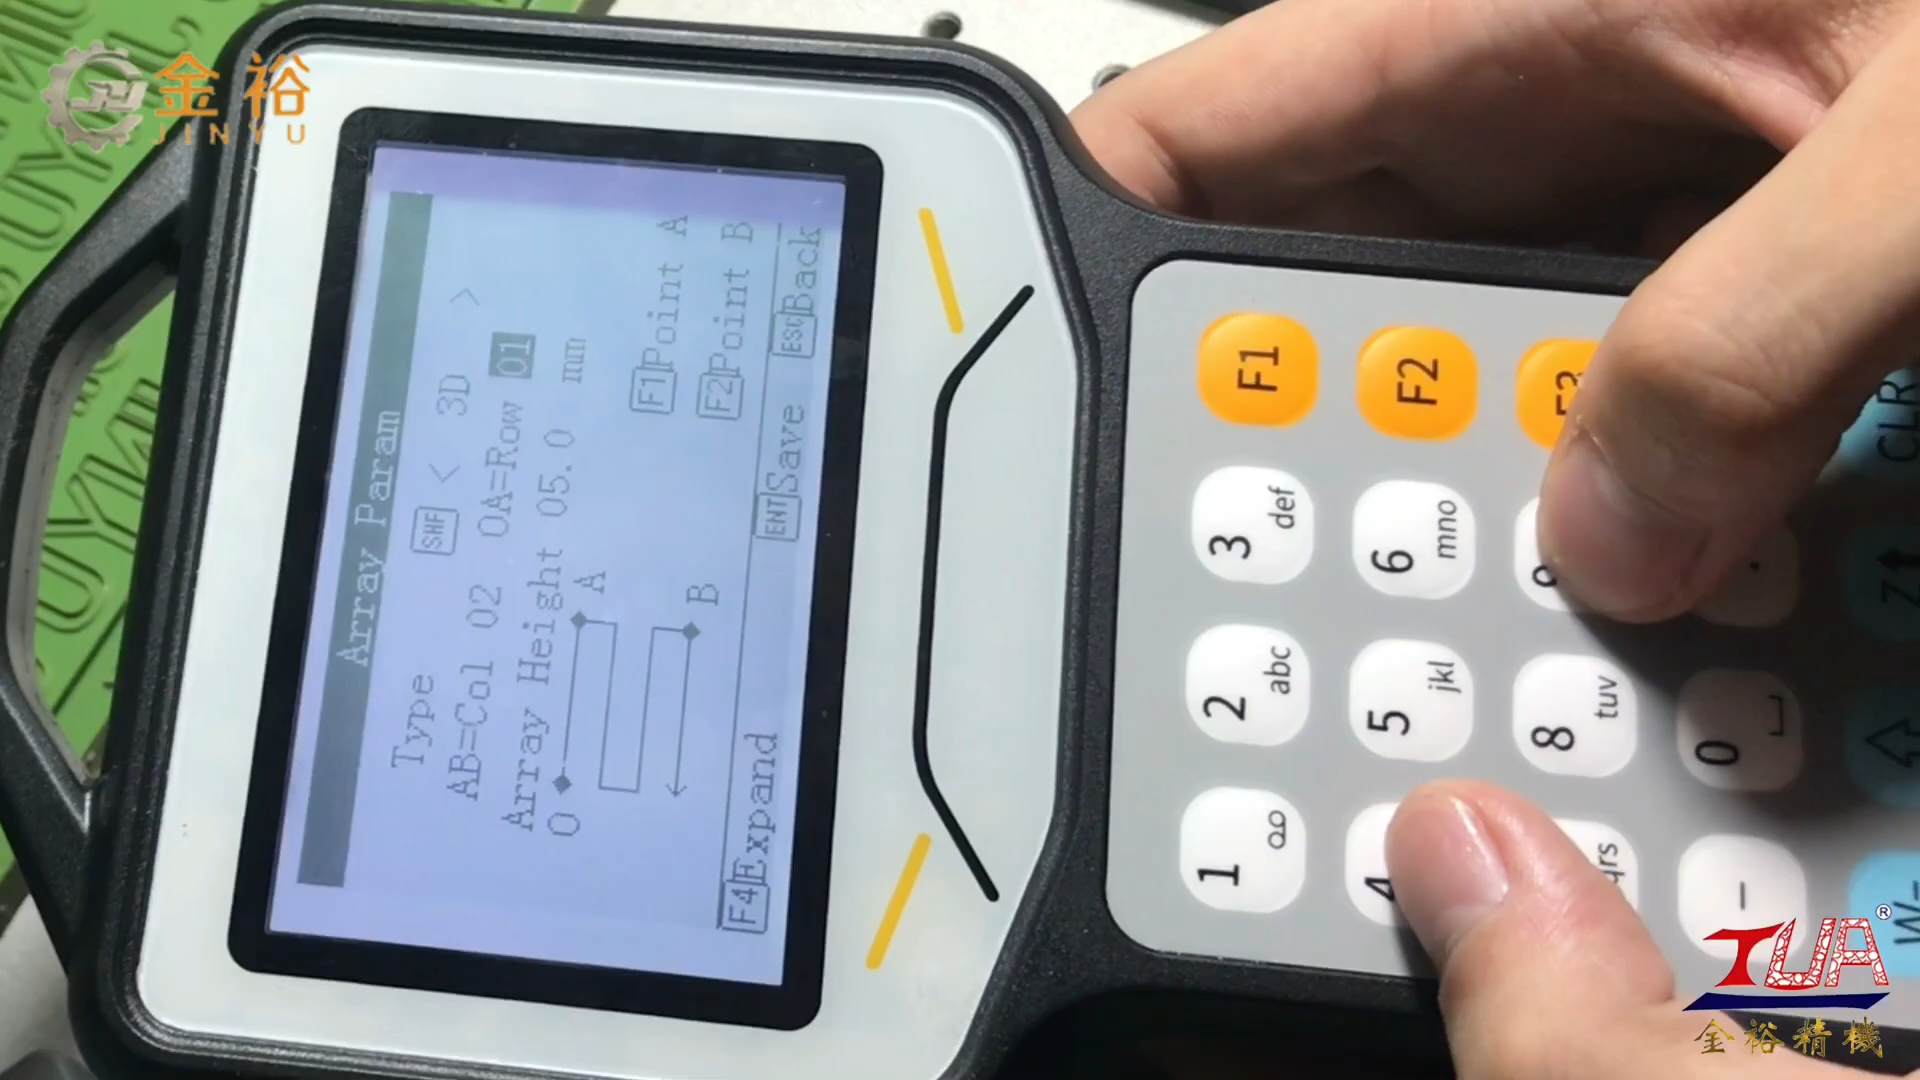 金裕
JINYU
Array Param
Type SHF < 3D >
AB=Col 02 OA=Row 01
Array Height 05.0 mm
O A
B
F1 Point A
F2 Point B
F4 Expand ENT Save ESC Back
F1
F2
F3
3 def
6 mno
2 abc
5 jkl
8 tuv
0
1
4
qrs
-
CLR
Z
W-
TUA®
金裕精機